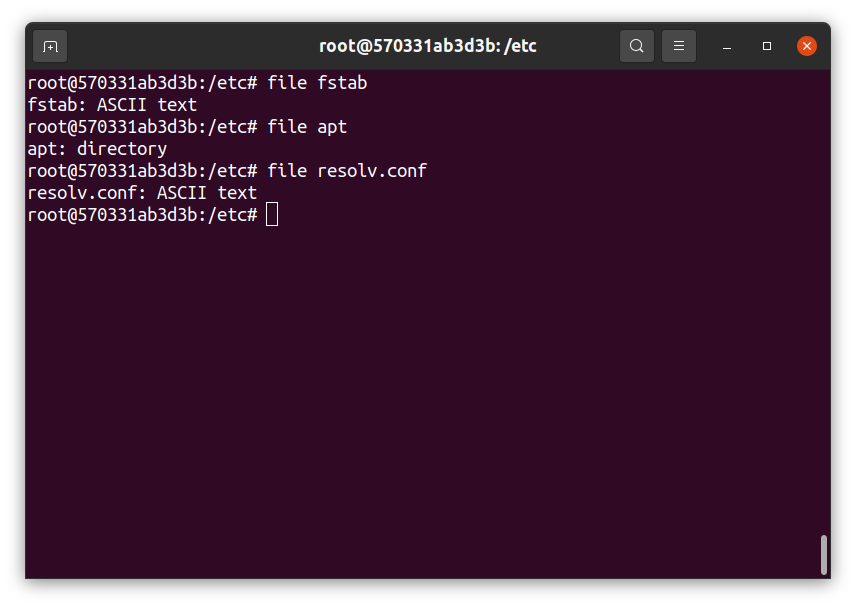 root@570331ab3d3b: /etc
root@570331ab3d3b:/etc# file fstab
fstab: ASCII text
root@570331ab3d3b:/etc# file apt
apt: directory
root@570331ab3d3b:/etc# file resolv.conf
resolv.conf: ASCII text
root@570331ab3d3b:/etc#